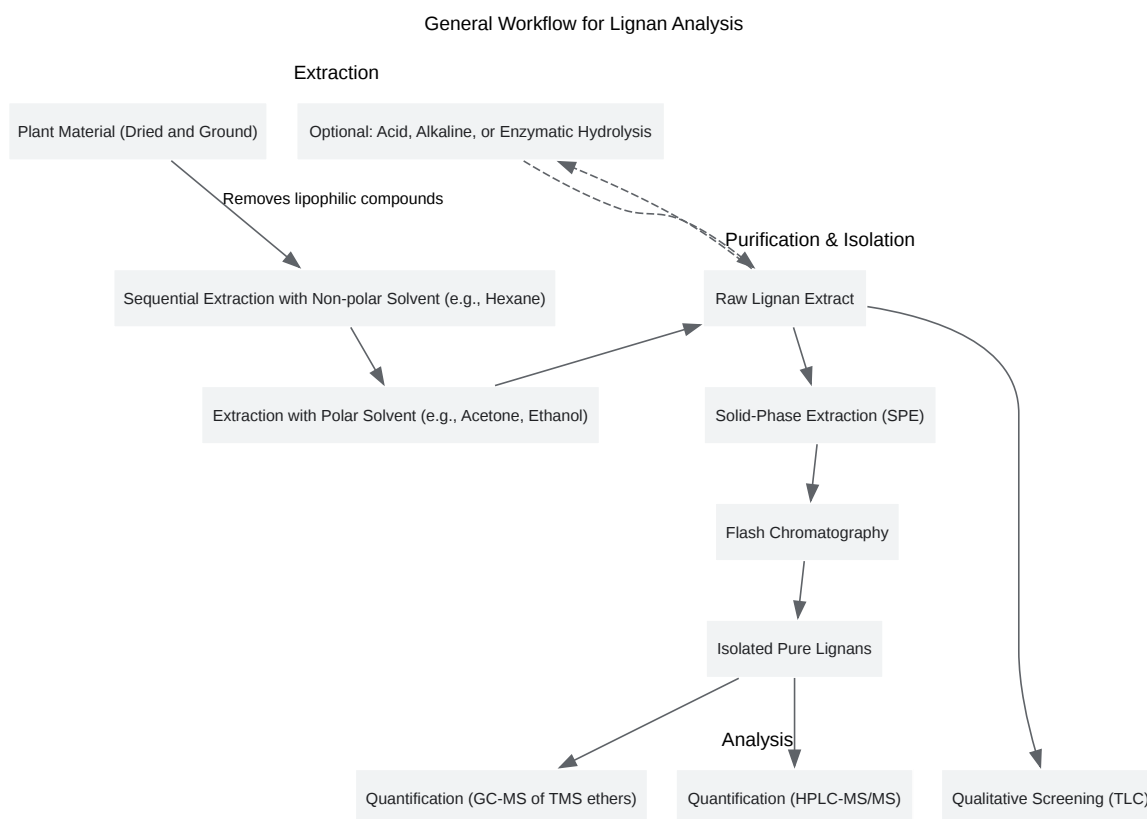 General Workflow for Lignan Analysis
Extraction
Plant Material (Dried and Ground)
Optional: Acid, Alkaline, or Enzymatic Hydrolysis
Removes lipophilic compounds
Purification & Isolation
Sequential Extraction with Non-polar Solvent (e.g., Hexane)
Raw Lignan Extract
Extraction with Polar Solvent (e.g., Acetone, Ethanol)
Solid-Phase Extraction (SPE)
Flash Chromatography
Isolated Pure Lignans
Analysis
Quantification (GC-MS of TMS ethers)
Quantification (HPLC-MS/MS)
Qualitative Screening (TLC)